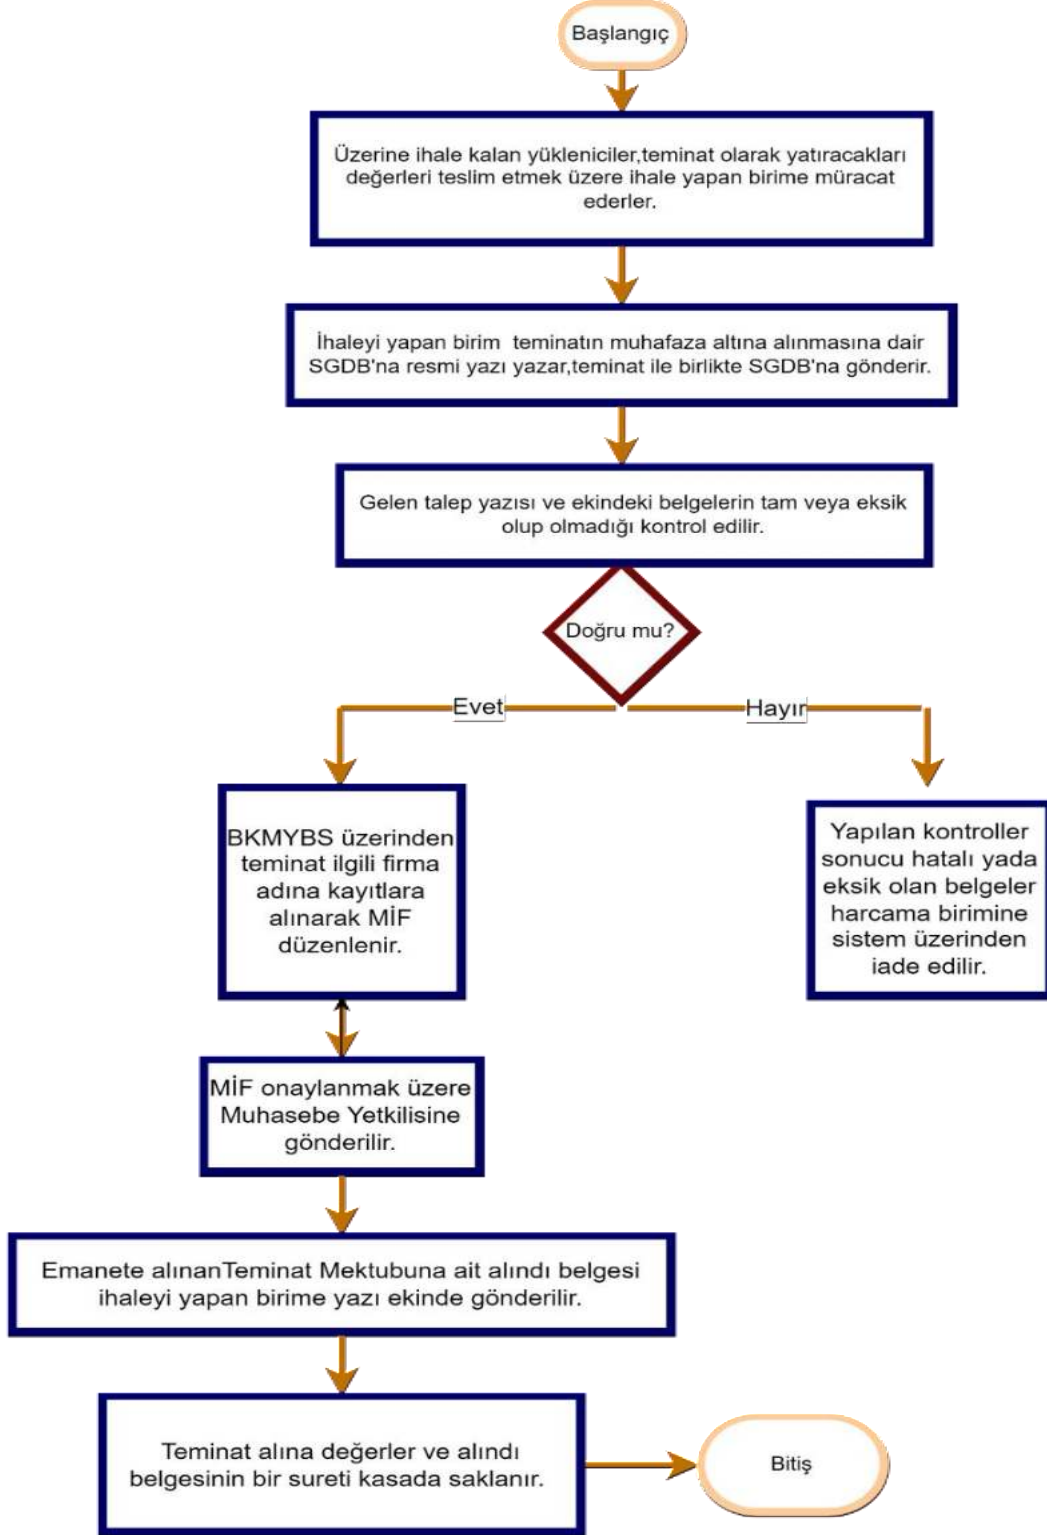 Başlangıç
Üzerine ihale kalan yükleniciler,teminat olarak yatıracakları
değerleri teslim etmek üzere ihale yapan birime müracat
ederler.
İhaleyi yapan birim teminatın muhafaza altına alınmasına dair
SGDB'na resmi yazı yazar,teminat ile birlikte SGDB'na gönderir.
Gelen talep yazısı ve ekindeki belgelerin tam veya eksik
olup olmadığı kontrol edilir.
Doğru mu?
Evet
Hayır
BKMYBS üzerinden
teminat ilgili firma
adına kayıtlara
alınarak MİF
düzenlenir.
Yapılan kontroller
sonucu hatalı yada
eksik olan belgeler
harcama birimine
sistem üzerinden
iade edilir.
MİF onaylanmak üzere
Muhasebe Yetkilisine
gönderilir.
Emanete alınanTeminat Mektubuna ait alındı belgesi
ihaleyi yapan birime yazı ekinde gönderilir.
Teminat alına değerler ve alındı
belgesinin bir sureti kasada saklanır.
Bitiş